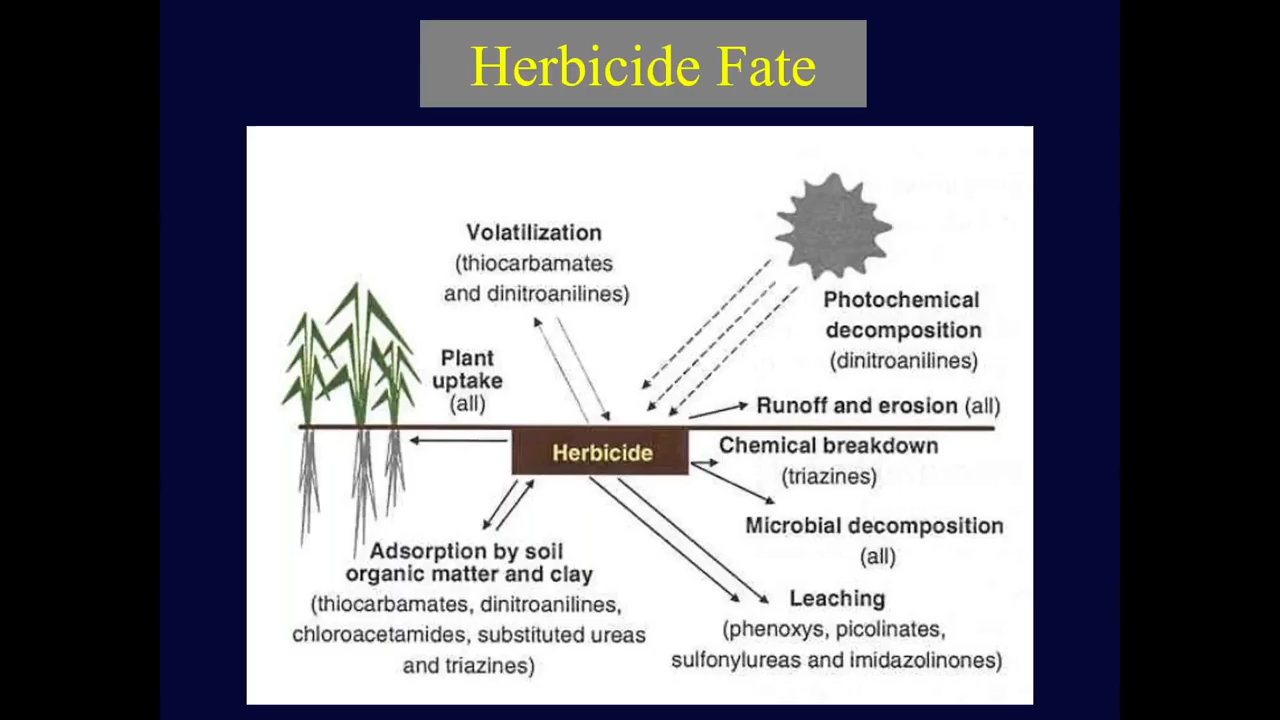 Herbicide Fate
Volatilization
(thiocarbamates
and dinitroanilines)
Photochemical
decomposition
(dinitroanilines)
Plant
uptake
(all)
Runoff and erosion (all)
Herbicide
Chemical breakdown
(triazines)
Microbial decomposition
(all)
Adsorption by soil
organic matter and clay
(thiocarbamates, dinitroanilines,
chloroacetamides, substituted ureas
and triazines)
Leaching
(phenoxys, picolinates,
sulfonylureas and imidazolinones)